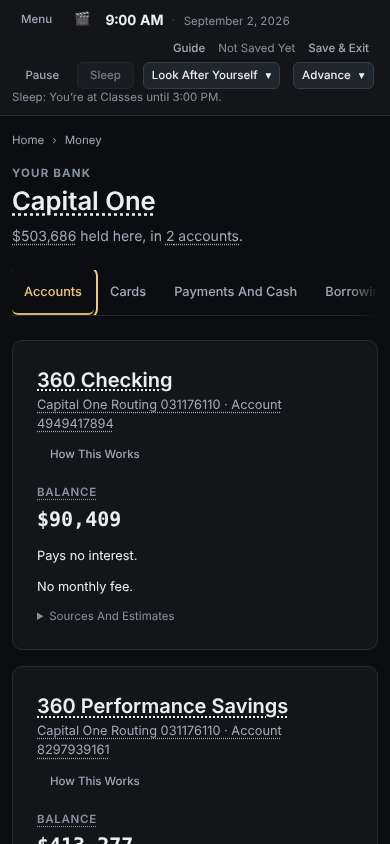 Menu 🎬 9:00 AM · September 2, 2026
Guide Not Saved Yet Save & Exit
Pause Sleep Look After Yourself ▾ Advance ▾
Sleep: You're at Classes until 3:00 PM.
Home › Money
YOUR BANK
Capital One
$503,686 held here, in 2 accounts.
Accounts Cards Payments And Cash Borrowin
360 Checking
Capital One Routing 031176110 · Account
4949417894
How This Works
BALANCE
$90,409
Pays no interest.
No monthly fee.
▶ Sources And Estimates
360 Performance Savings
Capital One Routing 031176110 · Account
8297939161
How This Works
BALANCE
$413,277